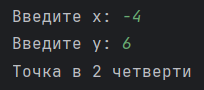 Введите x: -4
Введите y: 6
Точка в 2 четверти